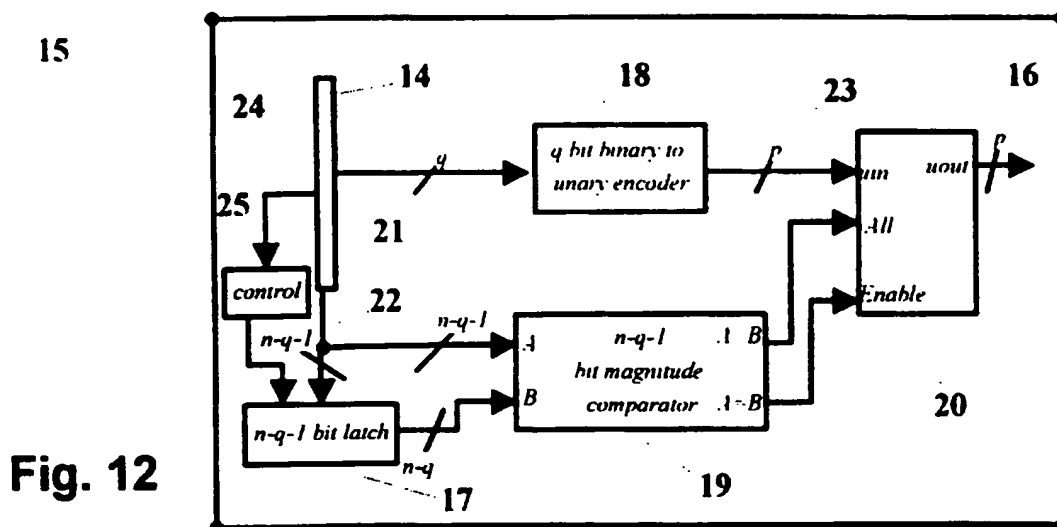 15
24
14
18
23
16
q
q bit binary to
unary encoder
p
uin
uout
p
25
21
All
control
22
Enable
n-q-1
n-q-1
A
n-q-1
A B
bit magnitude
B
comparator
A B
20
n-q-1 bit latch
n-q
Fig. 12
17
19